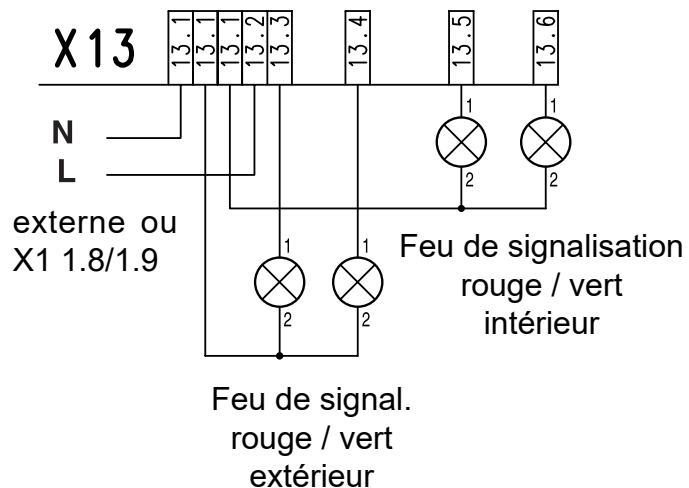 X13
13.1
13.1
13.1
13.2
13.3
13.4
13.5
13.6
N
L
externe ou
X1 1.8/1.9
1
2
1
2
Feu de signalisation
rouge / vert
intérieur
1
2
1
2
Feu de signal.
rouge / vert
extérieur